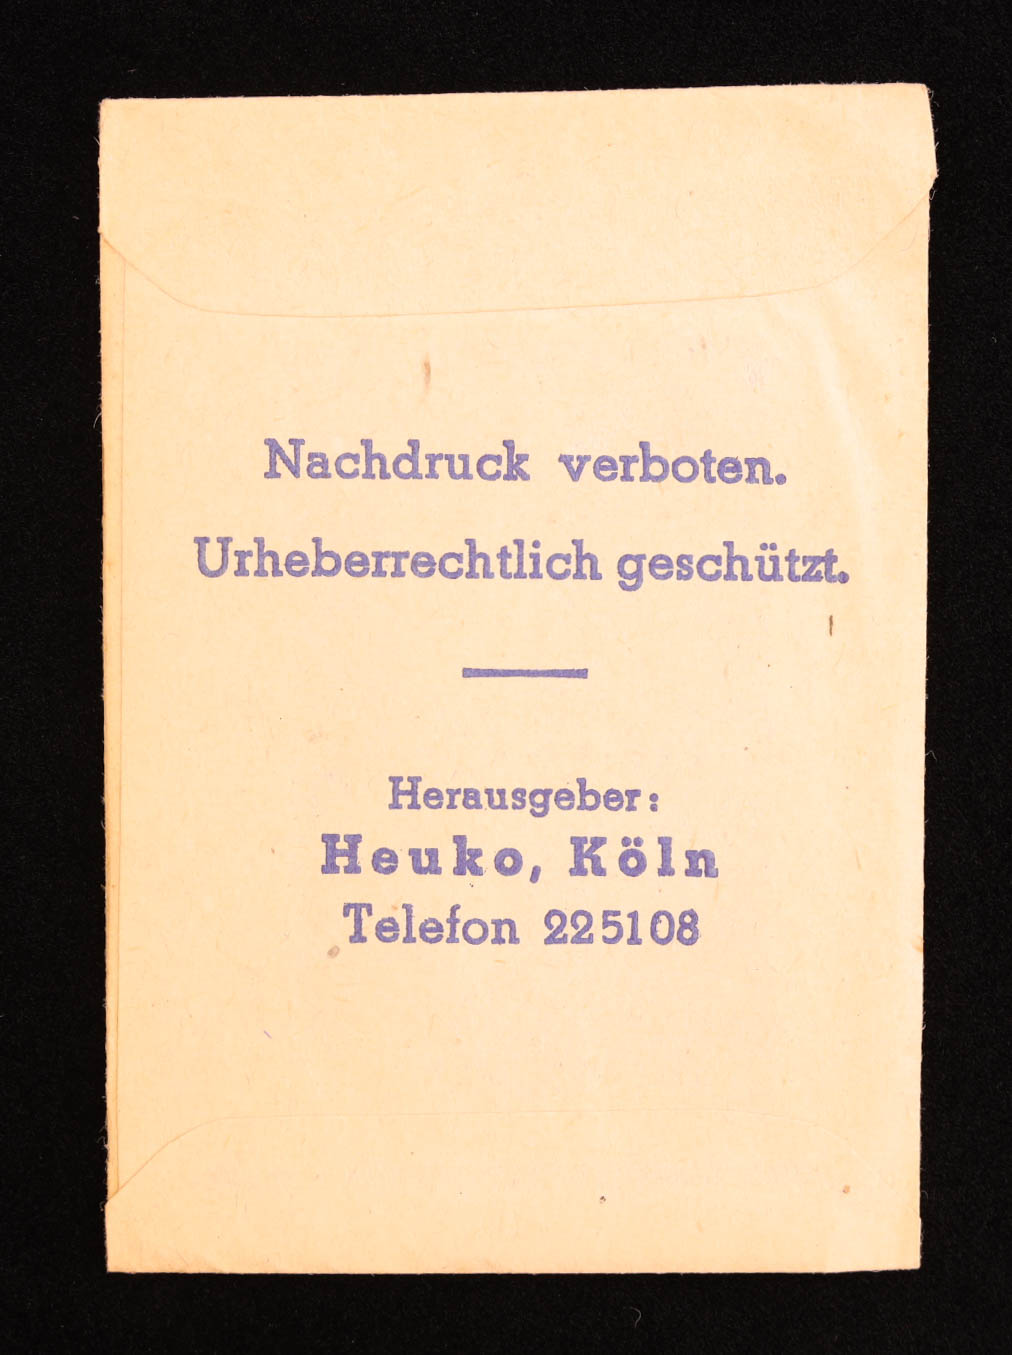 Nachdruck verboten.
Urheberrechtlich geschützt.
Herausgeber:
Heuko, Köln
Telefon 225108